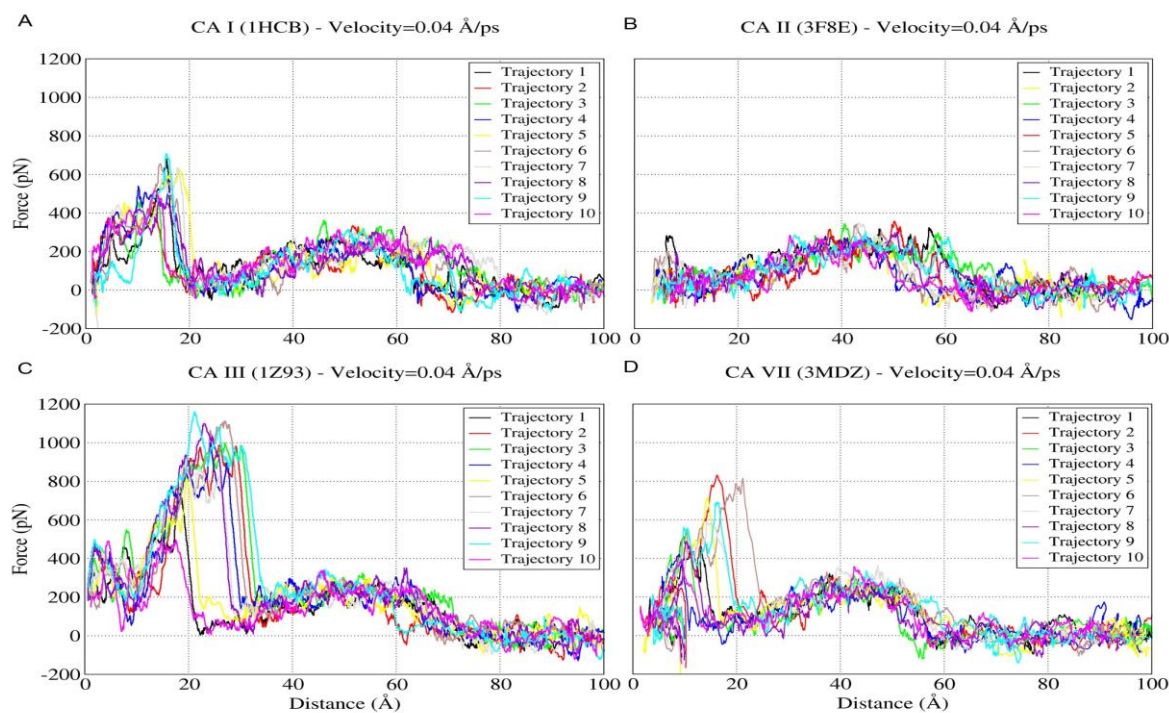 A
CA I (1HCB) - Velocity=0.04 Å/ps
1200
1000
800
600
400
200
0
-200
Force (pN)
0 20 40 60 80 100
Trajectory 1
Trajectory 2
Trajectory 3
Trajectory 4
Trajectory 5
Trajectory 6
Trajectory 7
Trajectory 8
Trajectory 9
Trajectory 10
B
CA II (3F8E) - Velocity=0.04 Å/ps
0 20 40 60 80 100
Trajectory 1
Trajectory 2
Trajectory 3
Trajectory 4
Trajectory 5
Trajectory 6
Trajectory 7
Trajectory 8
Trajectory 9
Trajectory 10
C
CA III (1Z93) - Velocity=0.04 Å/ps
1200
1000
800
600
400
200
0
-200
Force (pN)
0 20 40 60 80 100
Distance (Å)
Trajectory 1
Trajectory 2
Trajectory 3
Trajectory 4
Trajectory 5
Trajectory 6
Trajectory 7
Trajectory 8
Trajectory 9
Trajectory 10
D
CA VII (3MDZ) - Velocity=0.04 Å/ps
0 20 40 60 80 100
Distance (Å)
Trajectroy 1
Trajectory 2
Trajectory 3
Trajectory 4
Trajectory 5
Trajectory 6
Trajectory 7
Trajectory 8
Trajectory 9
Trajectory 10